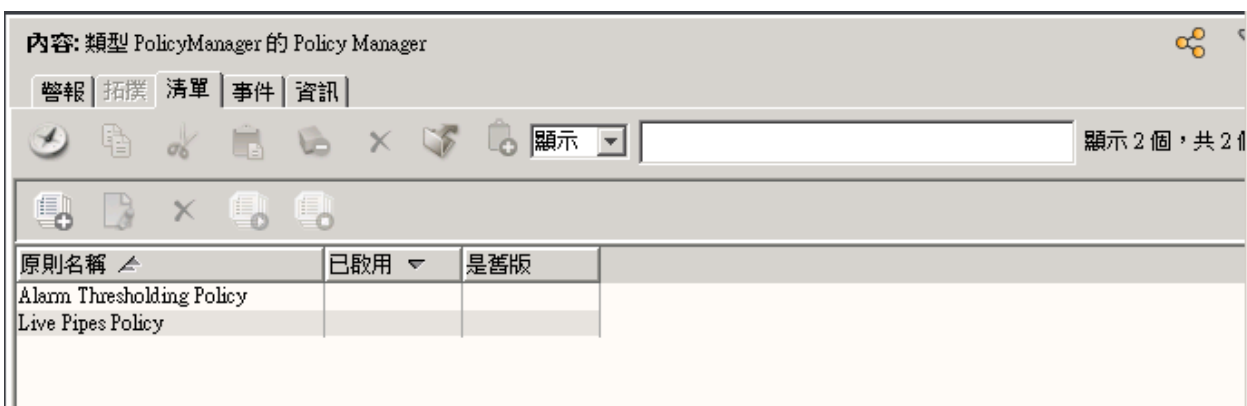 內容: 類型 PolicyManager 的 Policy Manager
警報 拓撲 清單 事件 資訊
顯示 顯示 2 個，共 2
原則名稱 已啟用 是舊版
Alarm Thresholding Policy
Live Pipes Policy